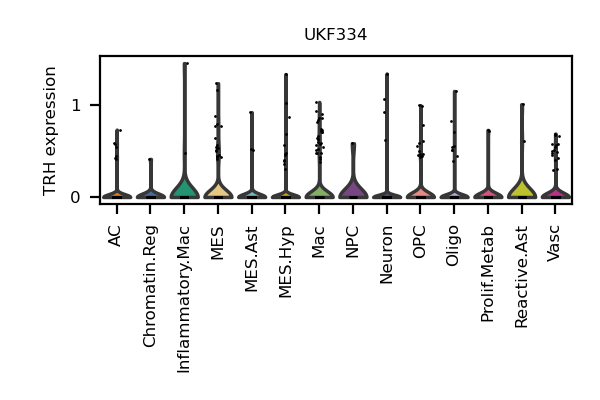 UKF334
TRH expression
1
0
AC
Chromatin.Reg
Inflammatory.Mac
MES
MES.Ast
MES.Hyp
Mac
NPC
Neuron
OPC
Oligo
Prolif.Metab
Reactive.Ast
Vasc